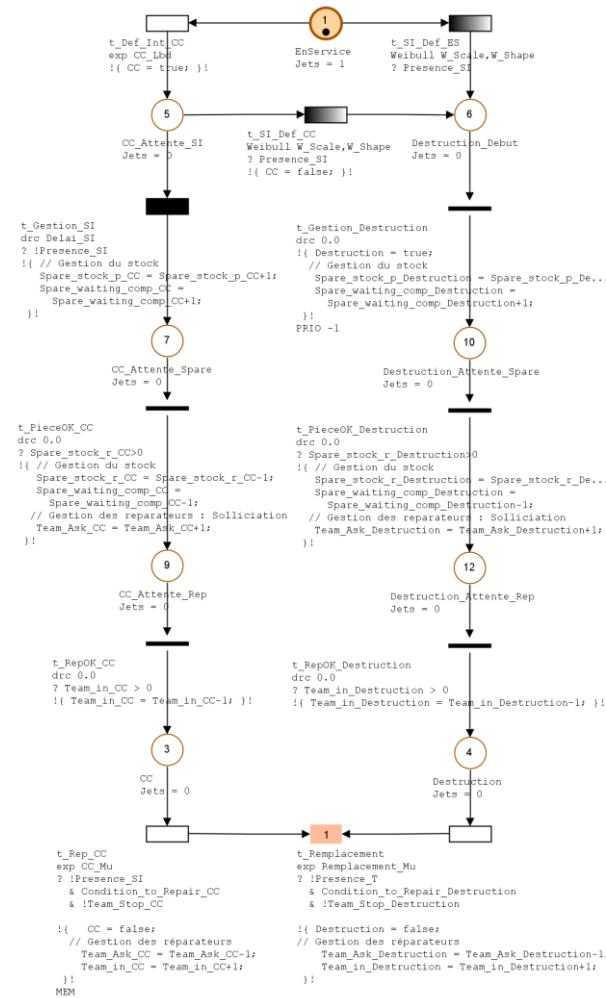 1
EnService
Jets = 1
t_Def_Int_CC
exp CC_Lbd
!{ CC = true; }!
t_SI_Def_ES
Weibull W_Scale,W_Shape
? Presence_SI
5
CC_Attente_SI
Jets = 0
t_SI_Def_CC
Weibull W_Scale,W_Shape
? Presence_SI
!{ CC = false; }!
6
Destruction_Debut
Jets = 0
t_Gestion_SI
drc Delai_SI
? !Presence_SI
!{ // Gestion du stock
Spare_stock_p_CC = Spare_stock_p_CC+1;
Spare_waiting_comp_CC =
Spare_waiting_comp_CC+1;
}!
t_Gestion_Destruction
drc 0.0
!{ Destruction = true;
// Gestion du stock
Spare_stock_p_Destruction = Spare_stock_p_De...
Spare_waiting_comp_Destruction =
Spare_waiting_comp_Destruction+1;
}!
PRIO -1
7
CC_Attente_Spare
Jets = 0
10
Destruction_Attente_Spare
Jets = 0
t_PieceOK_CC
drc 0.0
? Spare_stock_r_CC>0
!{ // Gestion du stock
Spare_stock_r_CC = Spare_stock_r_CC-1;
Spare_waiting_comp_CC =
Spare_waiting_comp_CC-1;
// Gestion des reparateurs : Solliciation
Team_Ask_CC = Team_Ask_CC+1;
}!
t_PieceOK_Destruction
drc 0.0
? Spare_stock_r_Destruction>0
!{ // Gestion du stock
Spare_stock_r_Destruction = Spare_stock_r_De...
Spare_waiting_comp_Destruction =
Spare_waiting_comp_Destruction-1;
// Gestion des reparateurs : Solliciation
Team_Ask_Destruction = Team_Ask_Destruction+1;
}!
9
CC_Attente_Rep
Jets = 0
12
Destruction_Attente_Rep
Jets = 0
t_RepOK_CC
drc 0.0
? Team_in_CC > 0
!{ Team_in_CC = Team_in_CC-1; }!
t_RepOK_Destruction
drc 0.0
? Team_in_Destruction > 0
!{ Team_in_Destruction = Team_in_Destruction-1; }!
3
CC
Jets = 0
4
Destruction
Jets = 0
1
t_Rep_CC
exp CC_Mu
? !Presence_SI
& Condition_to_Repair_CC
& !Team_Stop_CC
!{ CC = false;
// Gestion des réparateurs
Team_Ask_CC = Team_Ask_CC-1;
Team_in_CC = Team_in_CC+1;
}!
MEM
t_Remplacement
exp Remplacement_Mu
? !Presence_T
& Condition_to_Repair_Destruction
& !Team_Stop_Destruction
!{ Destruction = false;
// Gestion des réparateurs
Team_Ask_Destruction = Team_Ask_Destruction-1;
Team_in_Destruction = Team_in_Destruction+1;
}!